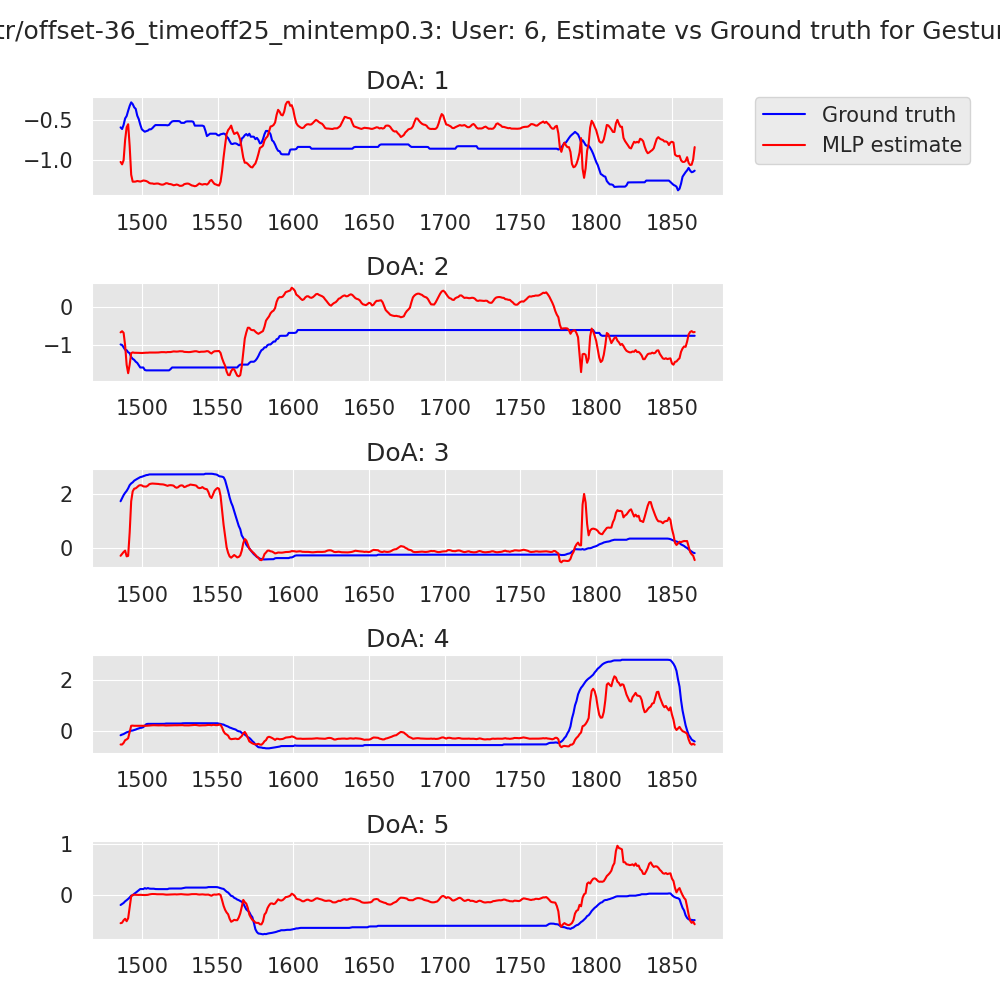 tr/offset-36_timeoff25_mintemp0.3: User: 6, Estimate vs Ground truth for Gestur
DoA: 1
Ground truth
MLP estimate
−0.5
−1.0
1500 1550 1600 1650 1700 1750 1800 1850
DoA: 2
0
−1
1500 1550 1600 1650 1700 1750 1800 1850
DoA: 3
2
0
1500 1550 1600 1650 1700 1750 1800 1850
DoA: 4
2
0
1500 1550 1600 1650 1700 1750 1800 1850
DoA: 5
1
0
1500 1550 1600 1650 1700 1750 1800 1850